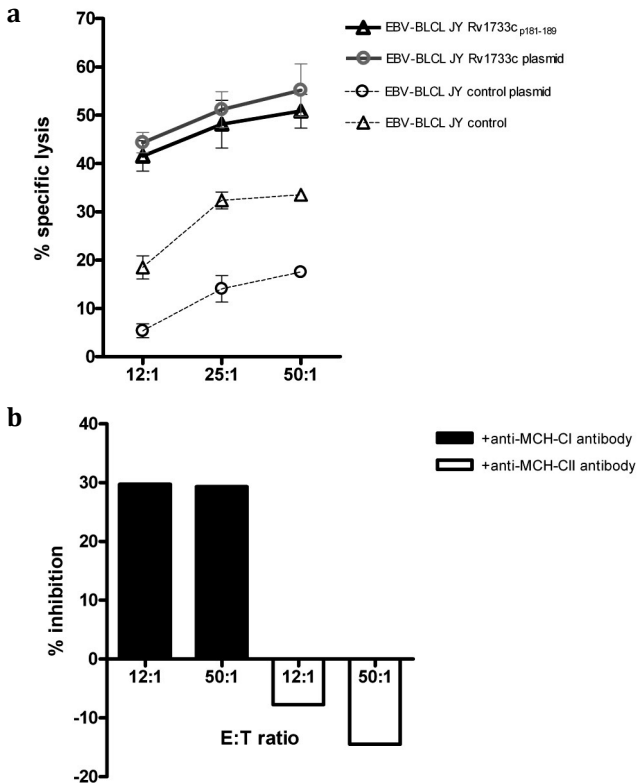 a
% specific lysis
70
60
50
40
30
20
10
0
12:1 25:1 50:1
EBV-BLCL JY Rv1733c p181-189
EBV-BLCL JY Rv1733c plasmid
EBV-BLCL JY control plasmid
EBV-BLCL JY control
b
% inhibition
40
30
20
10
0
-10
-20
12:1 50:1 12:1 50:1
E:T ratio
+anti-MCH-CI antibody
+anti-MCH-CII antibody